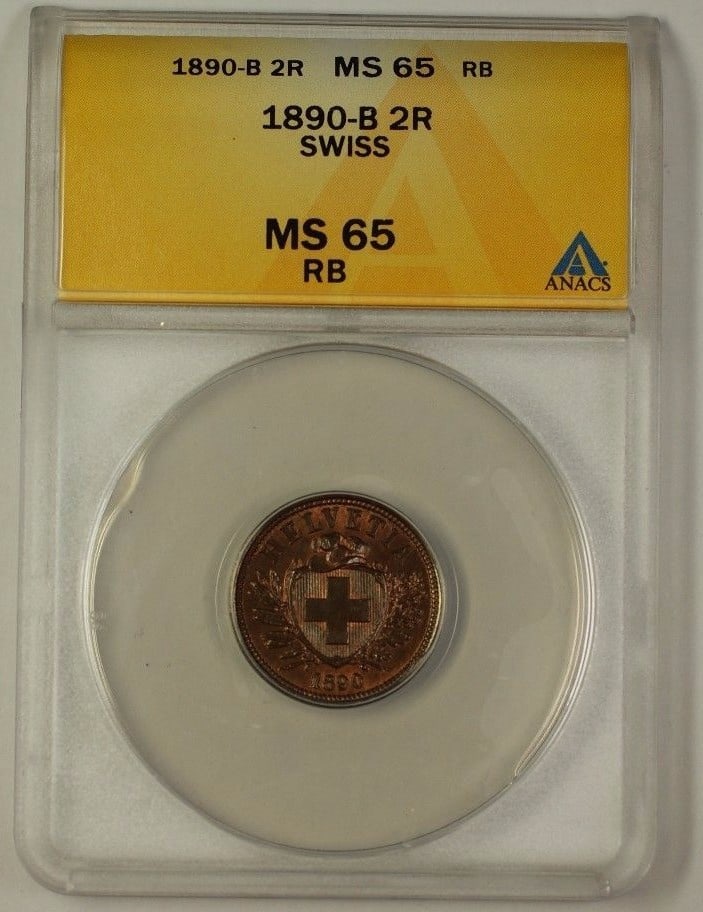 1890-B 2R MS 65 RB
1890-B 2R
SWISS
MS 65
RB
ANACS
HELVETIA
1890